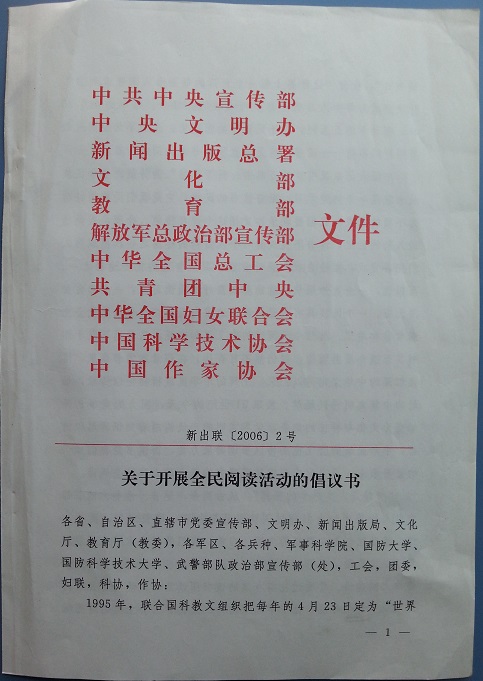 中共中央宣传部
中央文明办
新闻出版总署
文化部
教育部
解放军总政治部宣传部
中华全国总工会
共青团中央
中华全国妇女联合会
中国科学技术协会
中国作家协会
文件
新出联〔2006〕2号
关于开展全民阅读活动的倡议书
各省、自治区、直辖市党委宣传部、文明办、新闻出版局、文化
厅、教育厅（教委），各军区、各兵种、军事科学院、国防大学、
国防科学技术大学、武警部队政治部宣传部（处），工会，团委，
妇联，科协，作协：
1995年，联合国科教文组织把每年的4月23日定为“世界
— 1 —